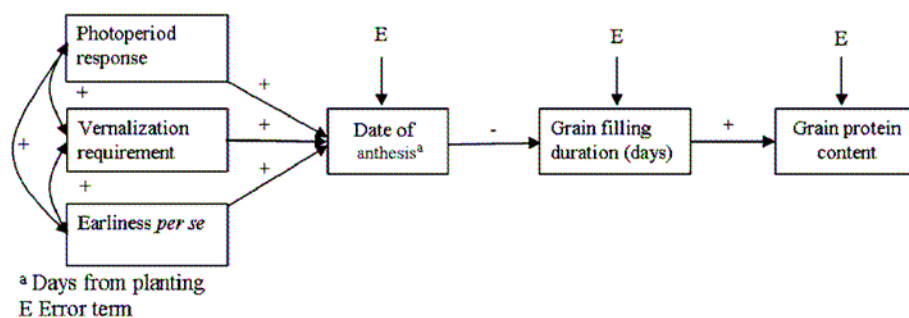 Photoperiod
response
E
E
E
+
+
Vernalization
requirement
+
+
Date of
anthesisᵃ
-
Grain filling
duration (days)
+
Grain protein
content
+
+
Earliness per se
ᵃ Days from planting
E Error term